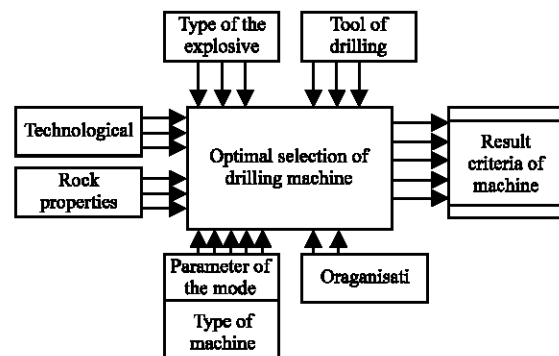 Type of the
explosive
Tool of
drilling
Technological
Rock
properties
Optimal selection of
drilling machine
Result
criteria of
machine
Parameter of
the mode
Type of
machine
Oraganisati